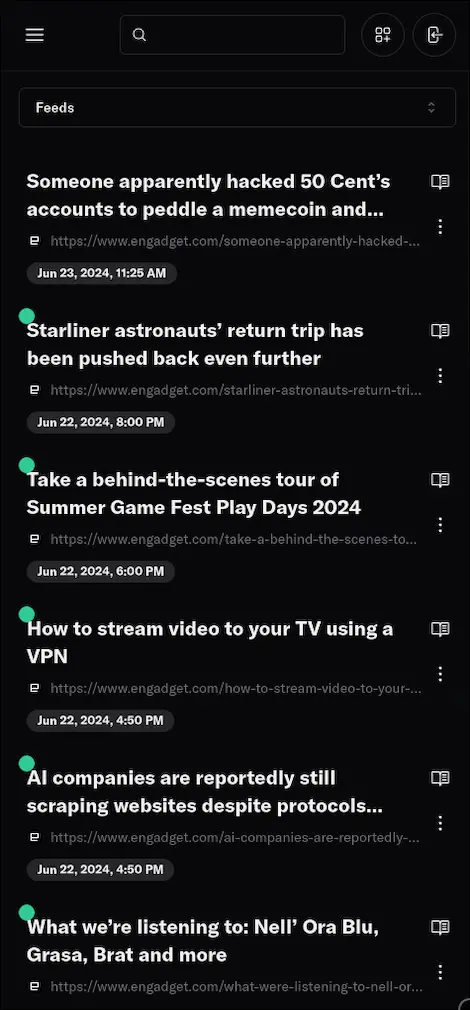 Feeds
Someone apparently hacked 50 Cent’s
accounts to peddle a memecoin and...
https://www.engadget.com/someone-apparently-hacked-...
Jun 23, 2024, 11:25 AM
Starliner astronauts’ return trip has
been pushed back even further
https://www.engadget.com/starliner-astronauts-return-tri...
Jun 22, 2024, 8:00 PM
Take a behind-the-scenes tour of
Summer Game Fest Play Days 2024
https://www.engadget.com/take-a-behind-the-scenes-to...
Jun 22, 2024, 6:00 PM
How to stream video to your TV using a
VPN
https://www.engadget.com/how-to-stream-video-to-your-...
Jun 22, 2024, 4:50 PM
AI companies are reportedly still
scraping websites despite protocols...
https://www.engadget.com/ai-companies-are-reportedly-...
Jun 22, 2024, 4:50 PM
What we’re listening to: Nell’ Ora Blu,
Grasa, Brat and more
https://www.engadget.com/what-were-listening-to-nell-or...